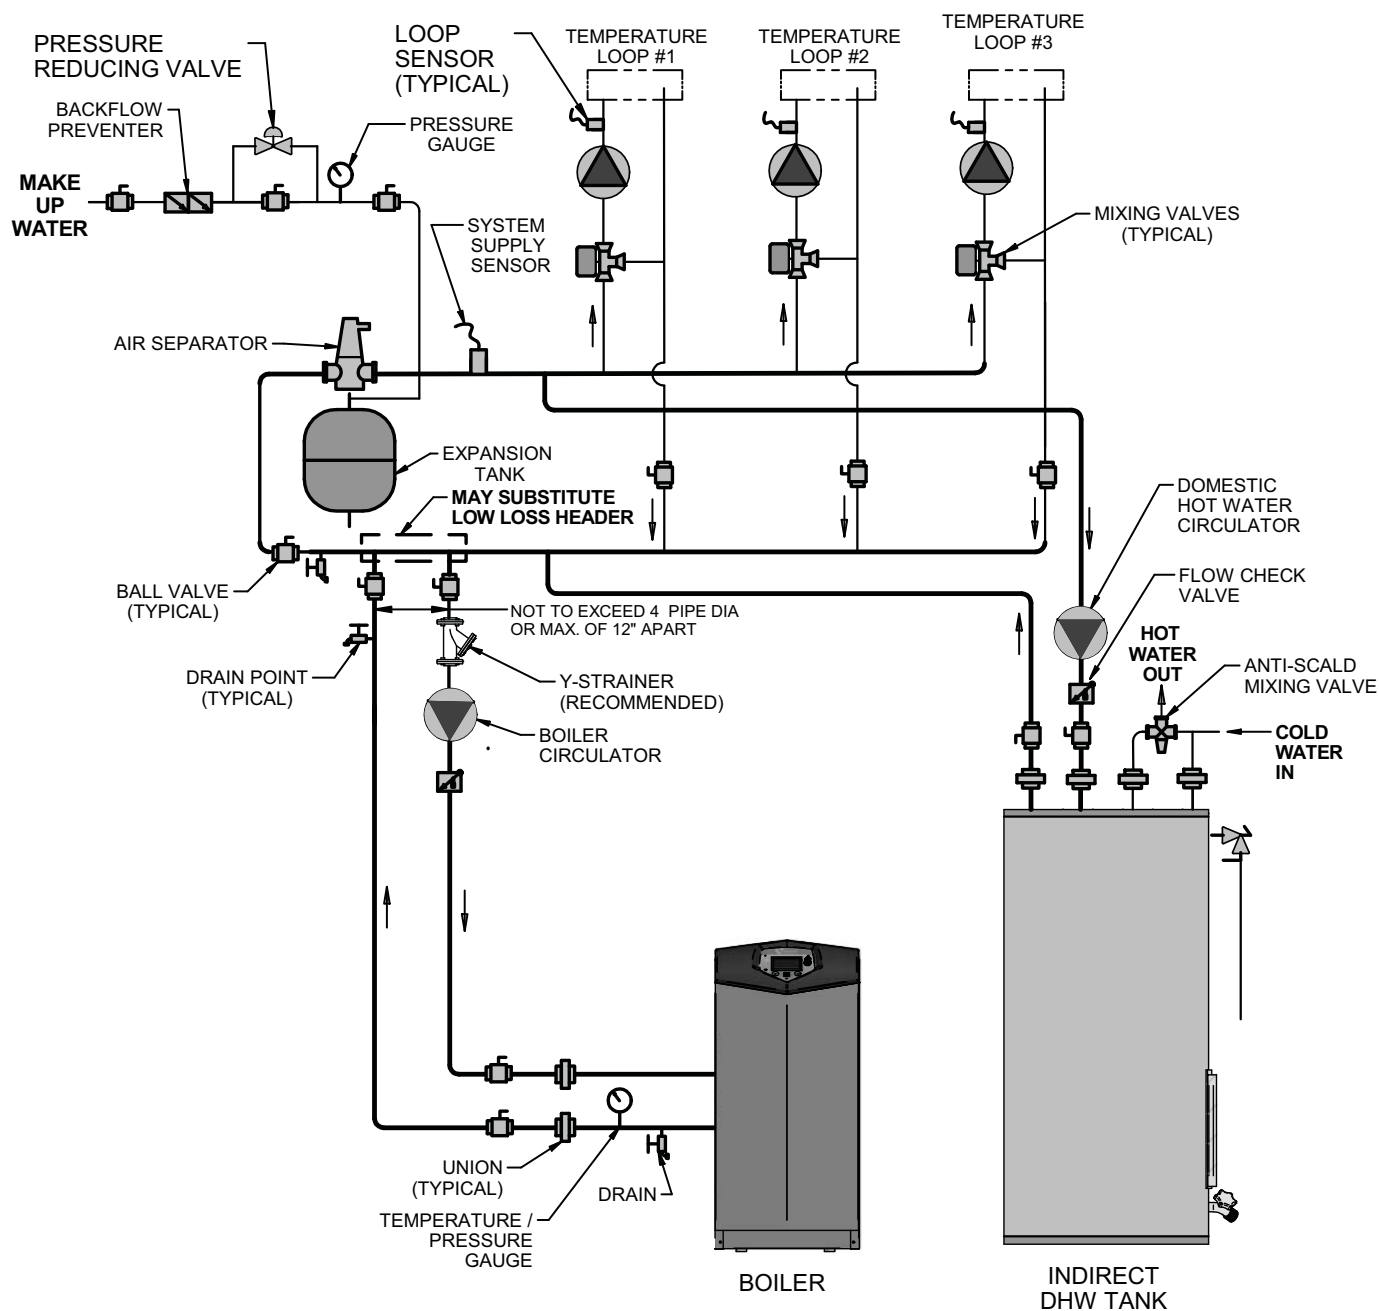 PRESSURE
REDUCING VALVE
BACKFLOW
PREVENTER
MAKE
UP
WATER
PRESSURE
GAUGE
LOOP
SENSOR
(TYPICAL)
TEMPERATURE
LOOP #1
TEMPERATURE
LOOP #2
TEMPERATURE
LOOP #3
SYSTEM
SUPPLY
SENSOR
MIXING VALVES
(TYPICAL)
AIR SEPARATOR
EXPANSION
TANK
MAY SUBSTITUTE
LOW LOSS HEADER
DOMESTIC
HOT WATER
CIRCULATOR
BALL VALVE
(TYPICAL)
NOT TO EXCEED 4 PIPE DIA
OR MAX. OF 12" APART
FLOW CHECK
VALVE
DRAIN POINT
(TYPICAL)
Y-STRAINER
(RECOMMENDED)
HOT
WATER
OUT
ANTI-SCALD
MIXING VALVE
BOILER
CIRCULATOR
COLD
WATER
IN
UNION
(TYPICAL)
DRAIN
TEMPERATURE /
PRESSURE
GAUGE
BOILER
INDIRECT
DHW TANK